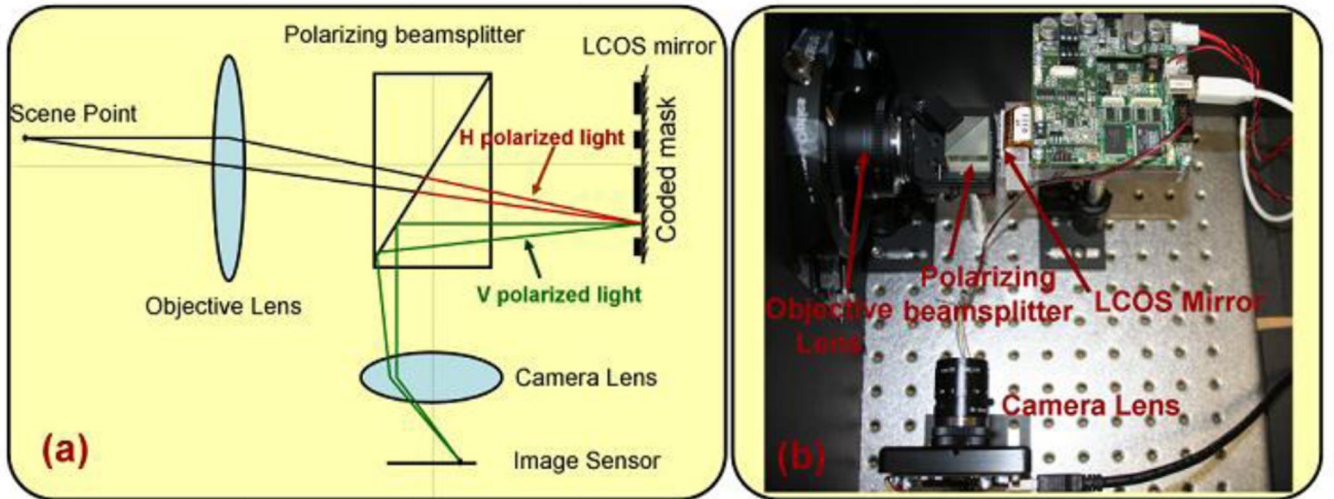 Polarizing beamsplitter
LCOS mirror
Scene Point
H polarized light
Coded mask
V polarized light
Objective Lens
Camera Lens
Image Sensor
(a)
Polarizing
Objective beamsplitter
LCOS Mirror
Lens
Camera Lens
(b)